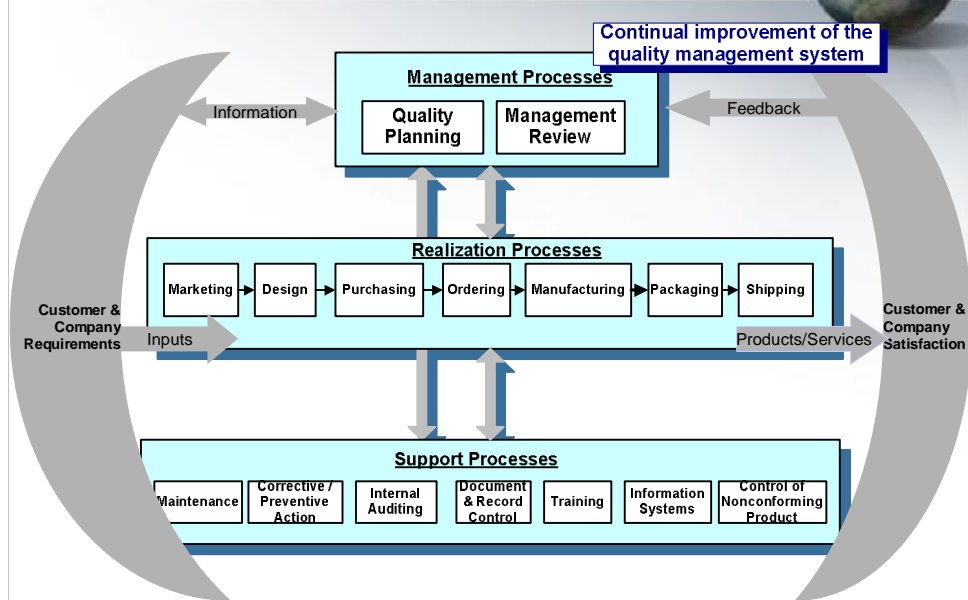 Continual improvement of the
quality management system
Management Processes
Information
Feedback
Quality
Planning
Management
Review
Realization Processes
Marketing
Design
Purchasing
Ordering
Manufacturing
Packaging
Shipping
Customer &
Company
Requirements
Inputs
Products/Services
Customer &
Company
Satisfaction
Support Processes
Maintenance
Corrective /
Preventive
Action
Internal
Auditing
Document
& Record
Control
Training
Information
Systems
Control of
Nonconforming
Product